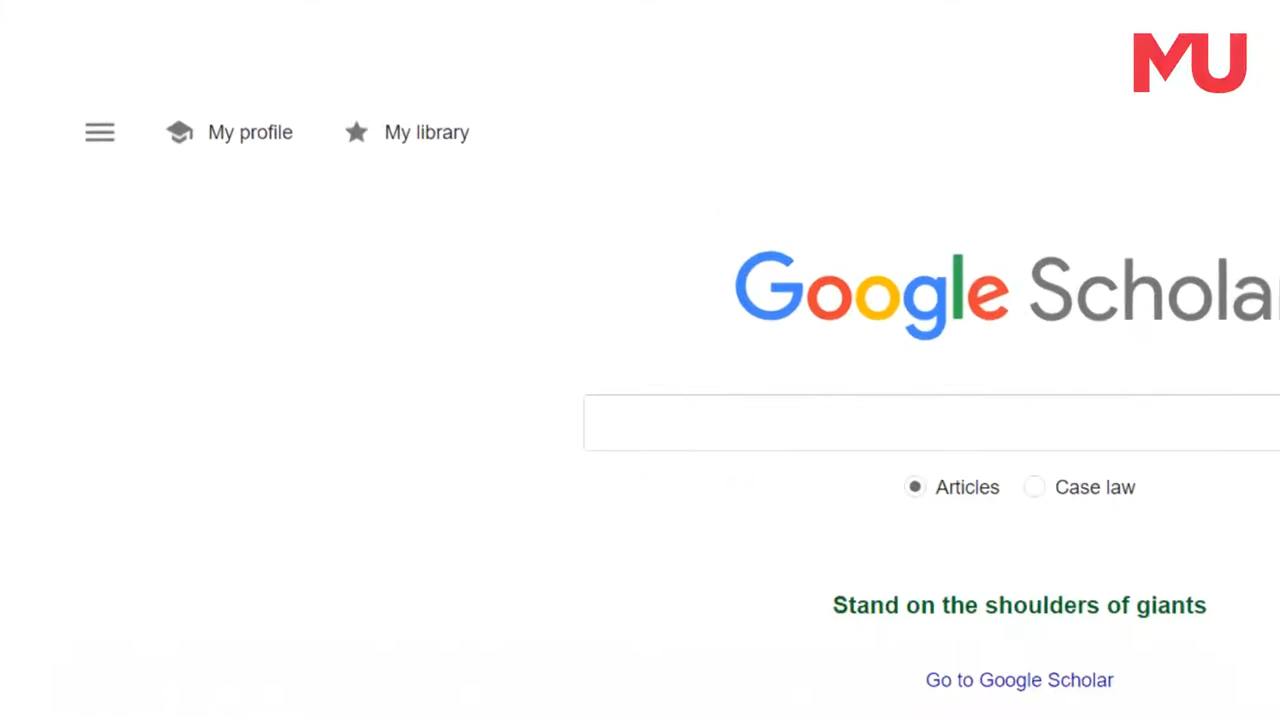 MU
My profile
My library
Google Scholar
Articles
Case law
Stand on the shoulders of giants
Go to Google Scholar